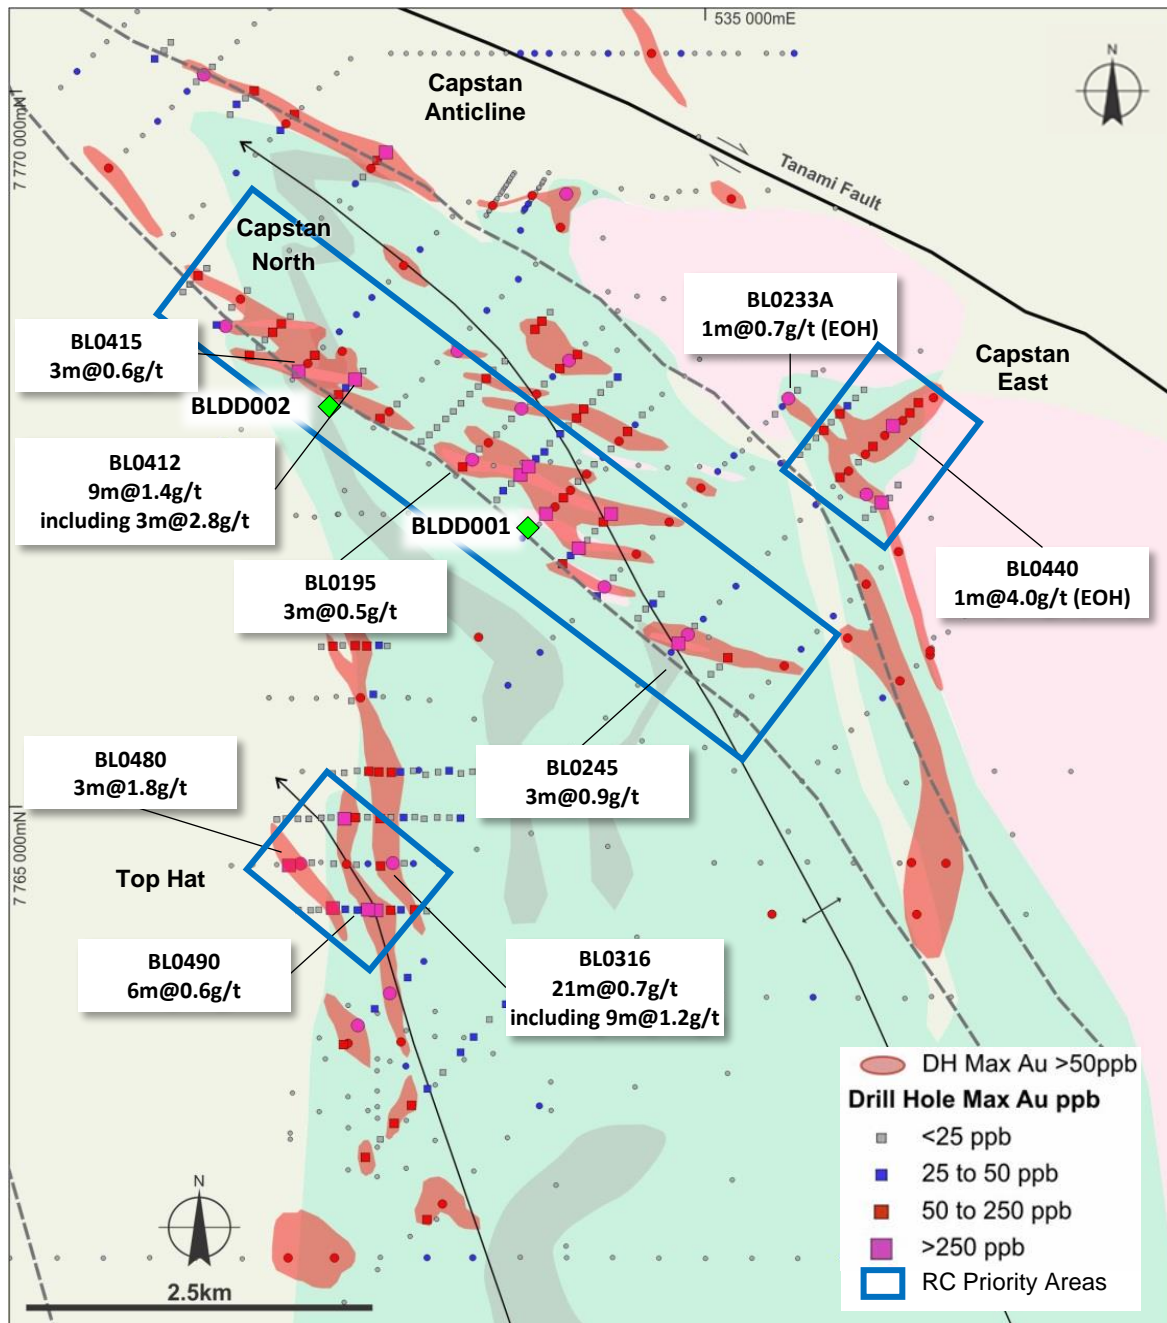 535 000mE
N
Capstan
Anticline
7 770 000mN
Tanami Fault
Capstan
North
BL0233A
1m@0.7g/t (EOH)
BL0415
3m@0.6g/t
Capstan
East
BLDD002
BL0412
9m@1.4g/t
including 3m@2.8g/t
BLDD001
BL0195
3m@0.5g/t
BL0440
1m@4.0g/t (EOH)
BL0480
3m@1.8g/t
BL0245
3m@0.9g/t
7 765 000mN
Top Hat
BL0490
6m@0.6g/t
BL0316
21m@0.7g/t
including 9m@1.2g/t
DH Max Au >50ppb
Drill Hole Max Au ppb
<25 ppb
25 to 50 ppb
50 to 250 ppb
>250 ppb
RC Priority Areas
N
2.5km